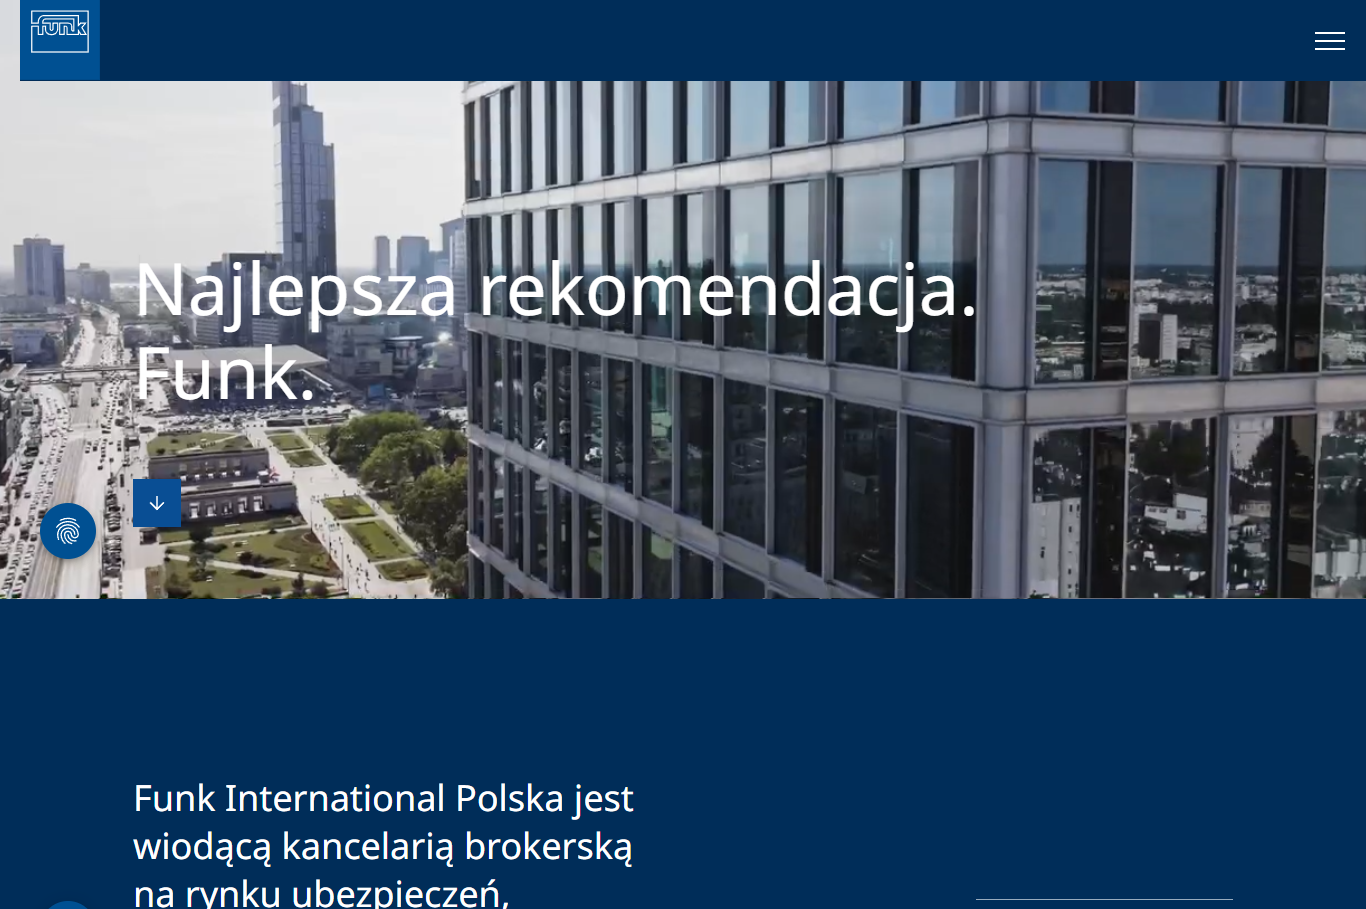 funk
Najlepsza rekomendacja.
Funk.
Funk International Polska jest
wiodącą kancelarią brokerską
na rynku ubezpieczeń,